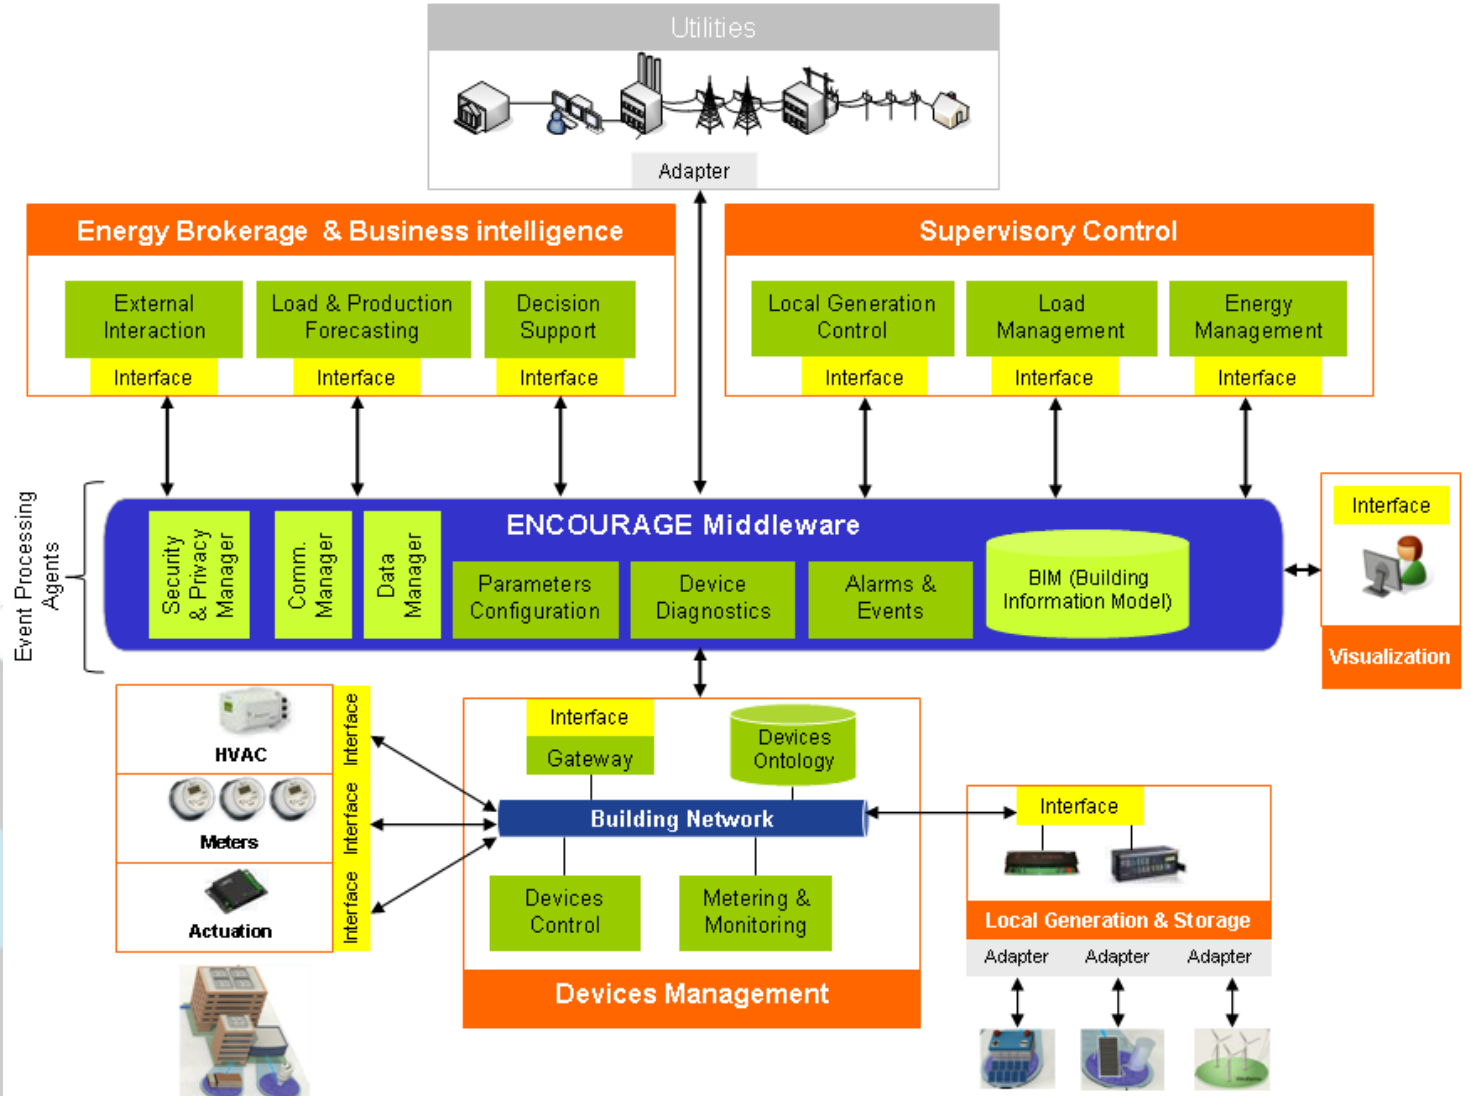 Utilities
Adapter
Energy Brokerage & Business intelligence
External
Interaction
Interface
Load & Production
Forecasting
Interface
Decision
Support
Interface
Supervisory Control
Local Generation
Control
Interface
Load
Management
Interface
Energy
Management
Interface
Event Processing
Agents
ENCOURAGE Middleware
Security
& Privacy
Manager
Comm.
Manager
Data
Manager
Parameters
Configuration
Device
Diagnostics
Alarms &
Events
BIM (Building
Information Model)
Interface
Visualization
HVAC
Interface
Meters
Interface
Actuation
Interface
Interface
Gateway
Devices
Ontology
Building Network
Devices
Control
Metering &
Monitoring
Devices Management
Interface
Local Generation & Storage
Adapter
Adapter
Adapter